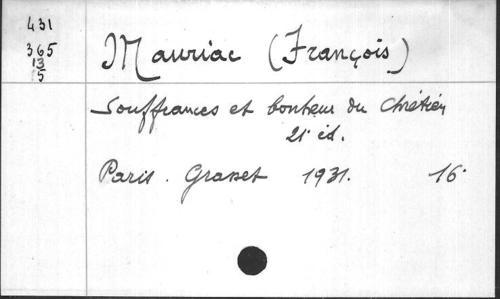 431
365
13
5
Mauriac (François)
Souffrances et bonheur du chrétien
21e éd.
Paris. Grasset 1931. 16°